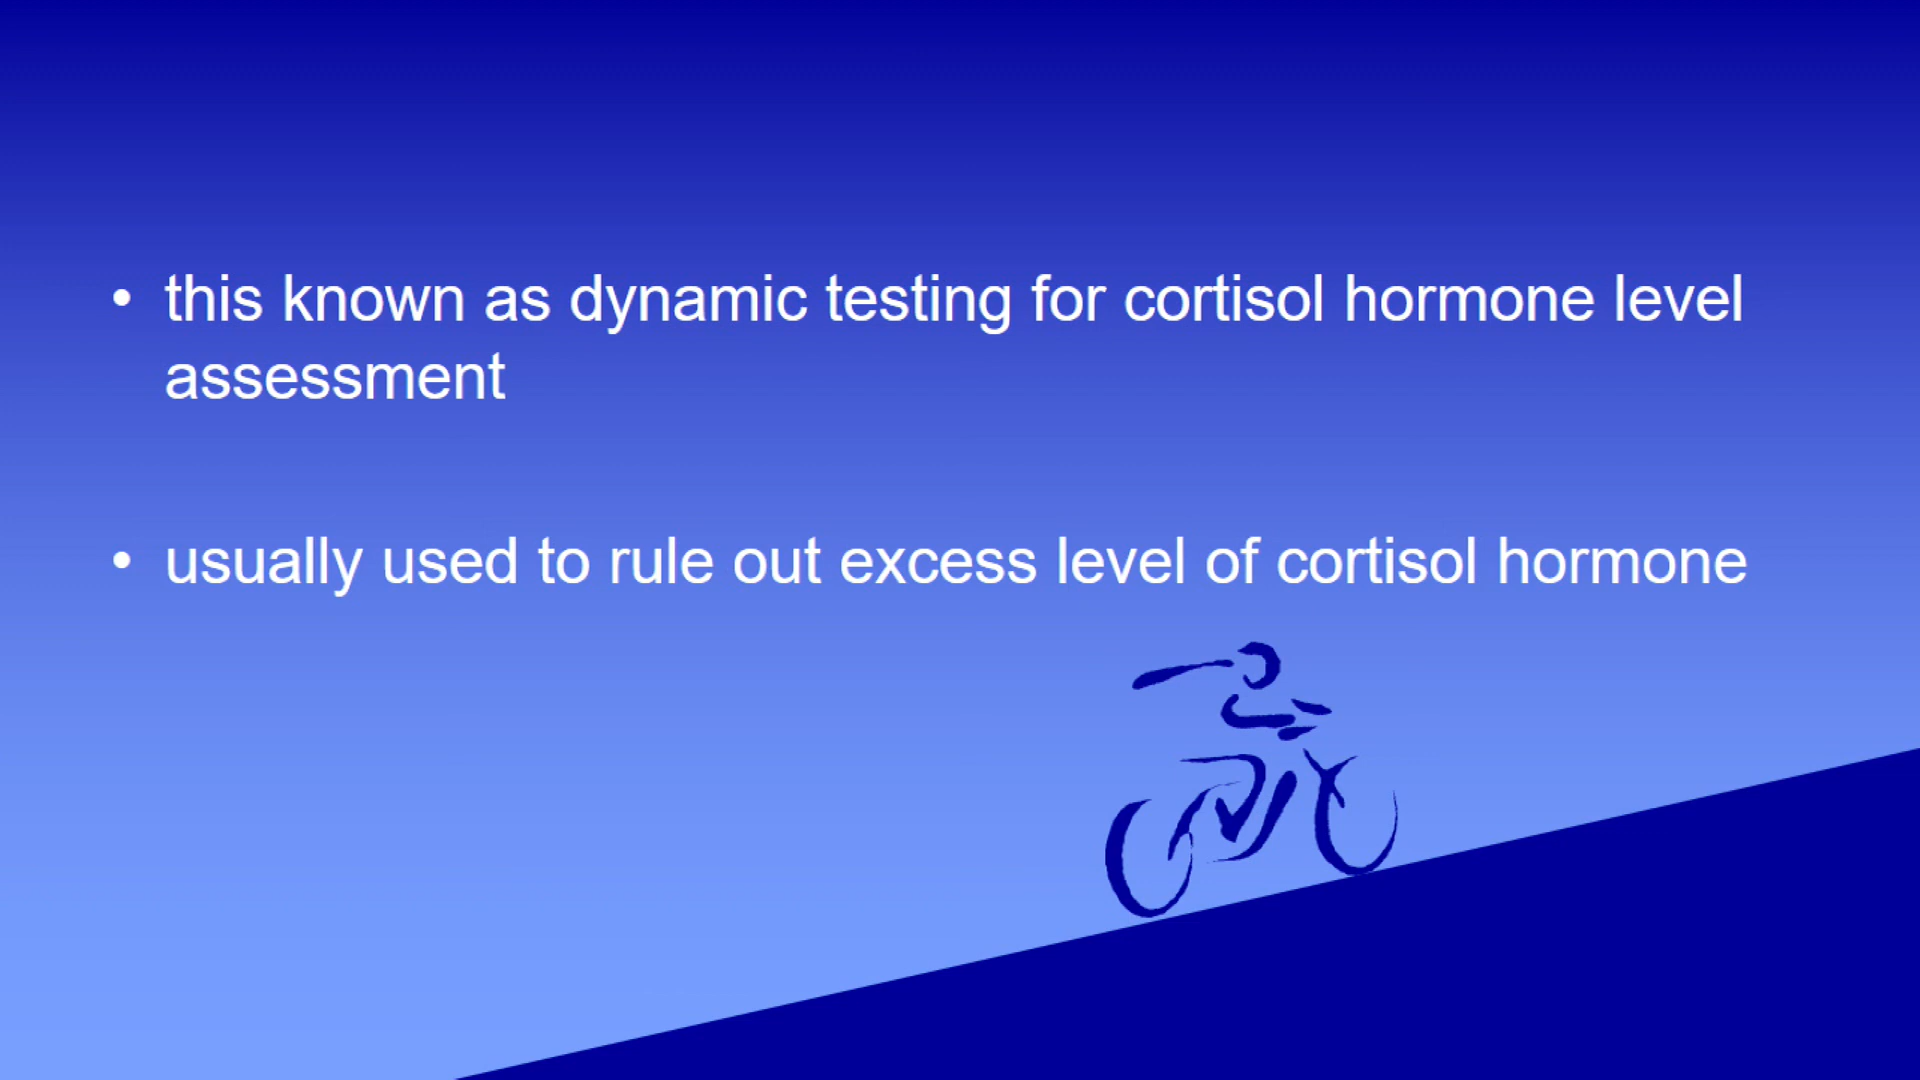 • this known as dynamic testing for cortisol hormone level
assessment
• usually used to rule out excess level of cortisol hormone